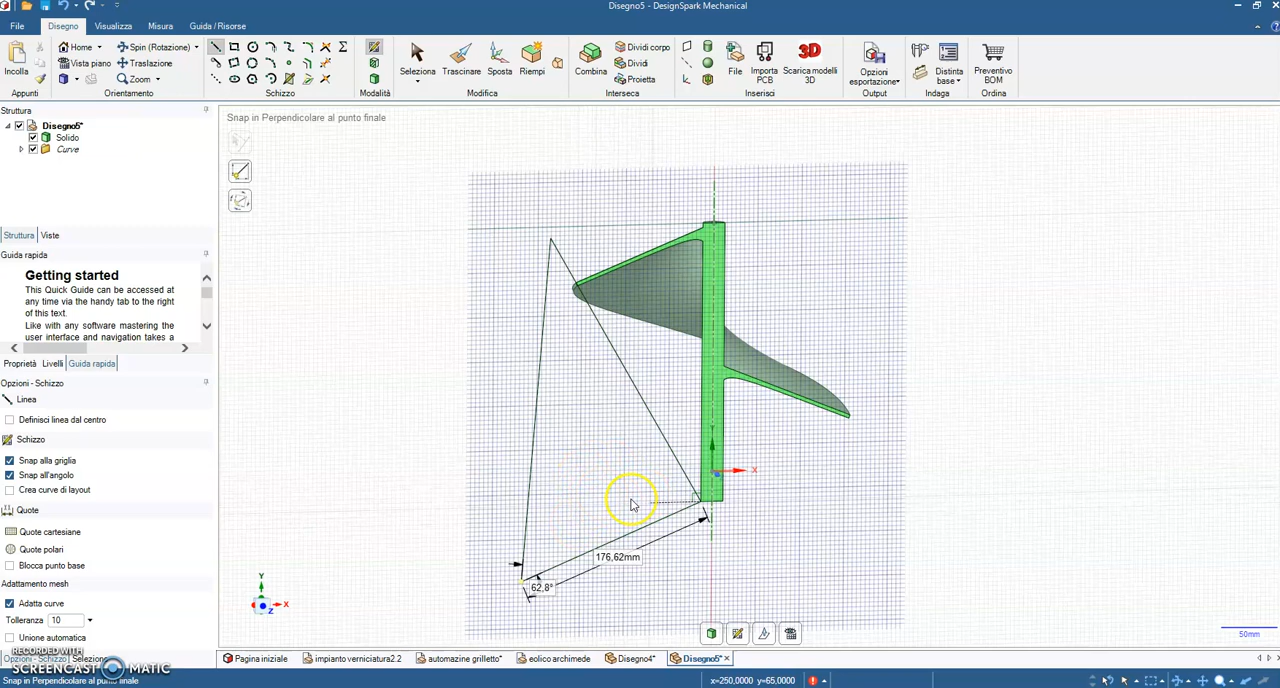 Disegno5 - DesignSpark Mechanical
File
Disegno
Visualizza
Misura
Guida / Risorse
Incolla
Home
Vista piano
Spin (Rotazione)
Traslazione
Zoom
Selezione
Trascinare
Sposta
Riempi
Combina
Dividi corpo
Dividi
Proietta
File
Importa PCB
3D
Scarica modelli 3D
Opzioni esportazione
Distinta base
Preventivo BOM
Appunti
Orientamento
Schizzo
Modalità
Modifica
Interseca
Inserisci
Output
Indaga
Ordina
Struttura
Disegno5*
Solido
Curve
Struttura
Viste
Guida rapida
Getting started
This Quick Guide can be accessed
at any time via the handy tab to the right
of this text.
Like with any software mastering the
user interface and navigation takes a
Proprietà
Livelli
Guida rapida
Opzioni - Schizzo
Linea
Definisci linea dal centro
Schizzo
Snap alla griglia
Snap all'angolo
Crea curve di layout
Quote
Quote cartesiane
Quote polari
Blocca punto base
Adattamento mesh
Adatta curve
Tolleranza
10
Unione automatica
Opzioni - Schizzo
Selezione
RECORDED WITH
SCREENCAST
MATIC
Snap in Perpendicolare al punto finale
176,62mm
62,8°
X
Y
Y
X
Z
50mm
Pagina iniziale
impianto verniciatura2.2
automazine grilletto*
eolico archimede
Disegno4*
Disegno5*
Snap in Perpendicolare al punto finale
x=250,0000 y=65,0000